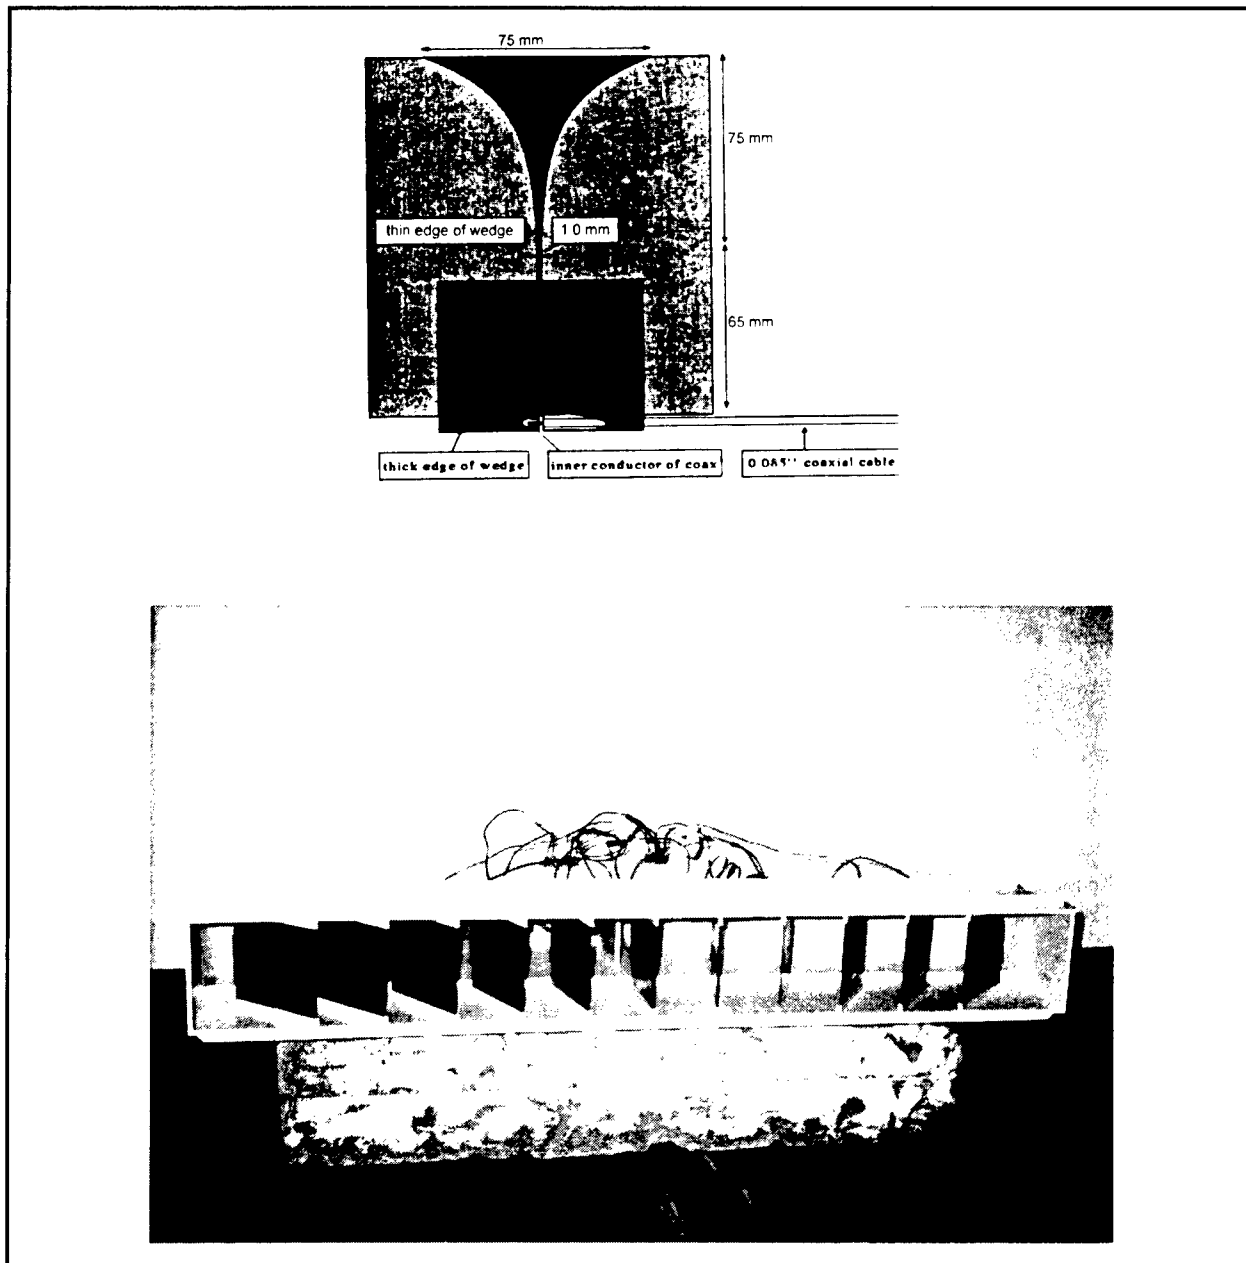 75 mm
75 mm
thin edge of wedge
1 0 mm
65 mm
thick edge of wedge
inner conductor of coax
0 085'' coaxial cable